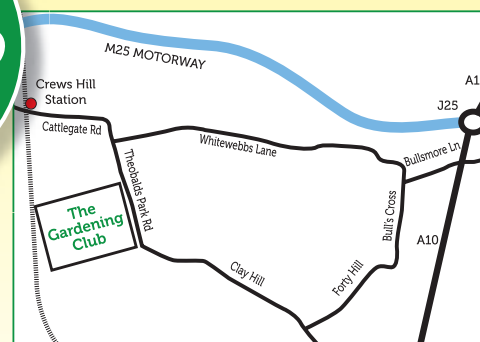 M25 MOTORWAY
A1
J25
Crews Hill
Station
Cattlegate Rd
Whitewebbs Lane
Bullsmore Ln
Theobalds Park Rd
The
Gardening
Club
Bull's Cross
A10
Clay Hill
Forty Hill